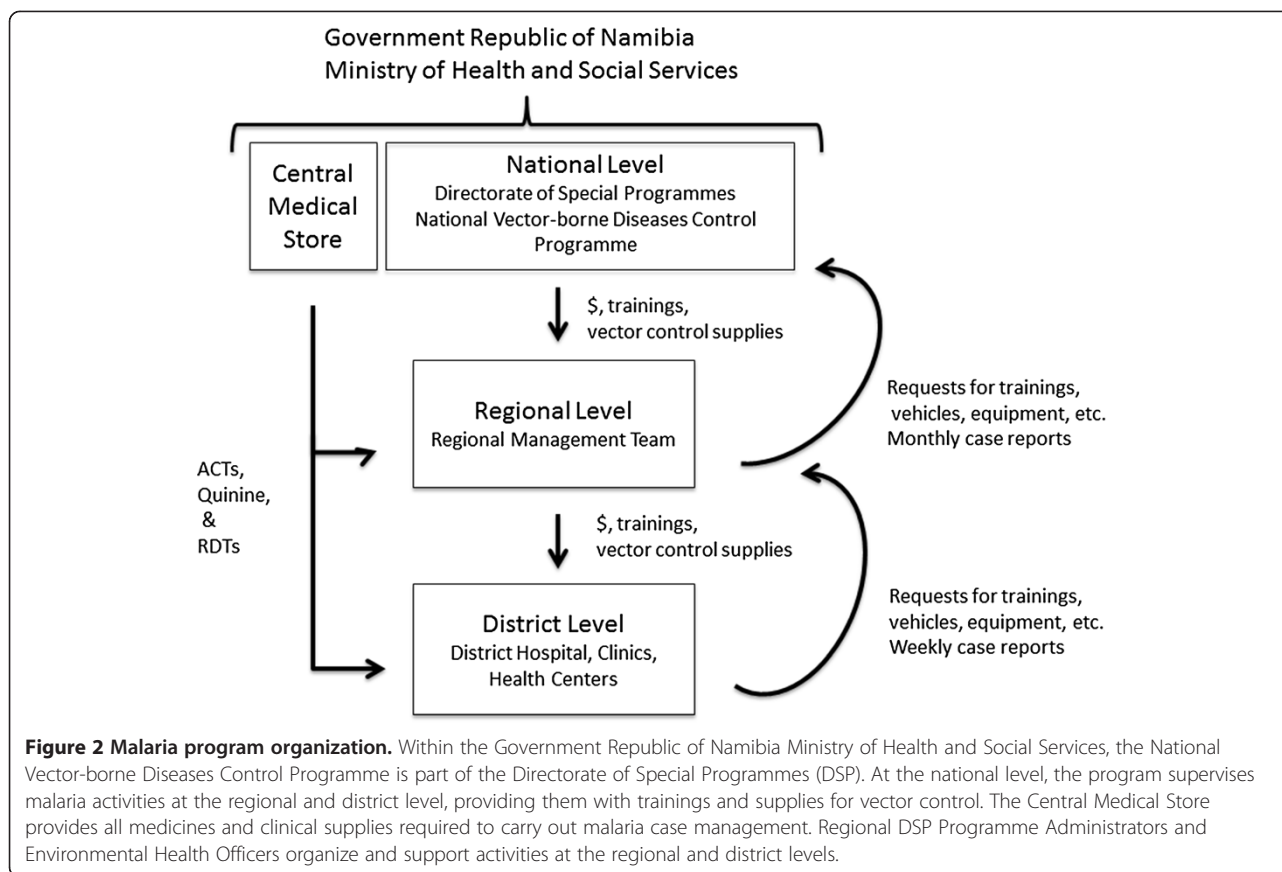 Government Republic of Namibia
Ministry of Health and Social Services
Central
Medical
Store
National Level
Directorate of Special Programmes
National Vector-borne Diseases Control
Programme
$, trainings,
vector control supplies
Regional Level
Regional Management Team
Requests for trainings,
vehicles, equipment, etc.
Monthly case reports
ACTs,
Quinine,
&
RDTs
$, trainings,
vector control supplies
District Level
District Hospital, Clinics,
Health Centers
Requests for trainings,
vehicles, equipment, etc.
Weekly case reports
Figure 2 Malaria program organization. Within the Government Republic of Namibia Ministry of Health and Social Services, the National
Vector-borne Diseases Control Programme is part of the Directorate of Special Programmes (DSP). At the national level, the program supervises
malaria activities at the regional and district level, providing them with trainings and supplies for vector control. The Central Medical Store
provides all medicines and clinical supplies required to carry out malaria case management. Regional DSP Programme Administrators and
Environmental Health Officers organize and support activities at the regional and district levels.